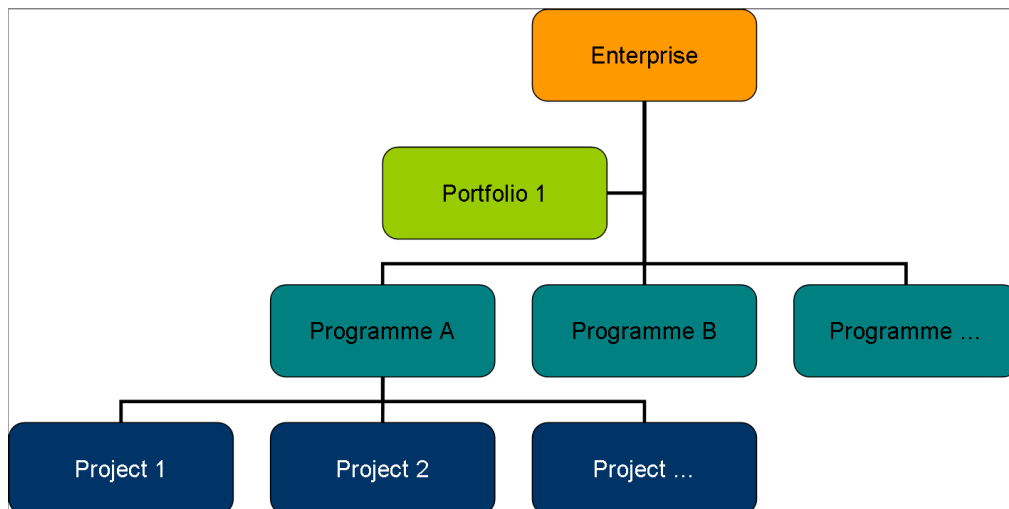 Enterprise
Portfolio 1
Programme A
Programme B
Programme ...
Project 1
Project 2
Project ...